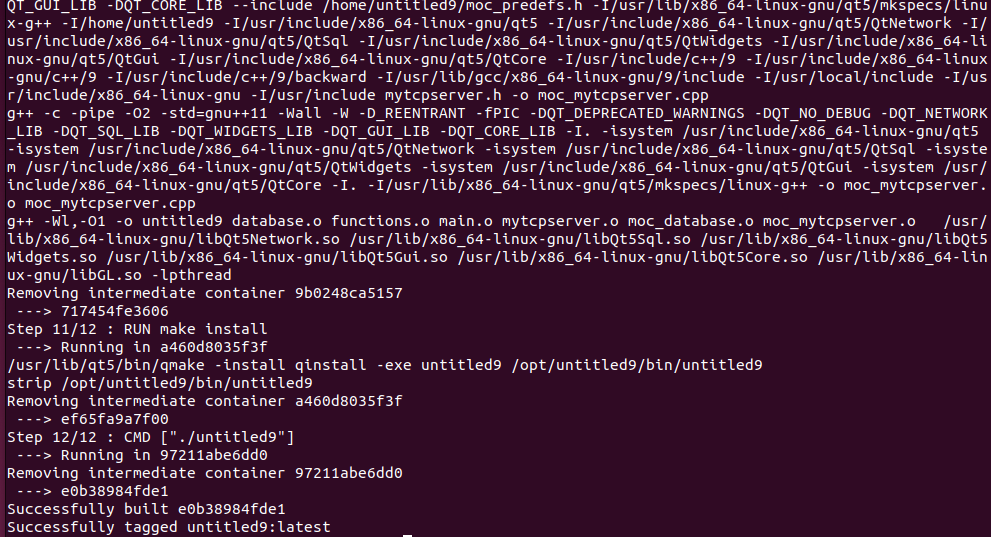 QT_GUI_LIB -DQT_CORE_LIB --include /home/untitled9/moc_predefs.h -I/usr/lib/x86_64-linux-gnu/qt5/mkspecs/linu
x-g++ -I/home/untitled9 -I/usr/include/x86_64-linux-gnu/qt5 -I/usr/include/x86_64-linux-gnu/qt5/QtNetwork -I/
usr/include/x86_64-linux-gnu/qt5/QtSql -I/usr/include/x86_64-linux-gnu/qt5/QtWidgets -I/usr/include/x86_64-li
nux-gnu/qt5/QtGui -I/usr/include/x86_64-linux-gnu/qt5/QtCore -I/usr/include/c++/9 -I/usr/include/x86_64-linux
-gnu/c++/9 -I/usr/include/c++/9/backward -I/usr/lib/gcc/x86_64-linux-gnu/9/include -I/usr/local/include -I/us
r/include/x86_64-linux-gnu -I/usr/include mytcpserver.h -o moc_mytcpserver.cpp
g++ -c -pipe -O2 -std=gnu++11 -Wall -W -D_REENTRANT -fPIC -DQT_DEPRECATED_WARNINGS -DQT_NO_DEBUG -DQT_NETWORK
_LIB -DQT_SQL_LIB -DQT_WIDGETS_LIB -DQT_GUI_LIB -DQT_CORE_LIB -I. -isystem /usr/include/x86_64-linux-gnu/qt5
-isystem /usr/include/x86_64-linux-gnu/qt5/QtNetwork -isystem /usr/include/x86_64-linux-gnu/qt5/QtSql -isyste
m /usr/include/x86_64-linux-gnu/qt5/QtWidgets -isystem /usr/include/x86_64-linux-gnu/qt5/QtGui -isystem /usr/
include/x86_64-linux-gnu/qt5/QtCore -I. -I/usr/lib/x86_64-linux-gnu/qt5/mkspecs/linux-g++ -o moc_mytcpserver.
o moc_mytcpserver.cpp
g++ -Wl,-O1 -o untitled9 database.o functions.o main.o mytcpserver.o moc_database.o moc_mytcpserver.o   /usr/
lib/x86_64-linux-gnu/libQt5Network.so /usr/lib/x86_64-linux-gnu/libQt5Sql.so /usr/lib/x86_64-linux-gnu/libQt5
Widgets.so /usr/lib/x86_64-linux-gnu/libQt5Gui.so /usr/lib/x86_64-linux-gnu/libQt5Core.so /usr/lib/x86_64-lin
ux-gnu/libGL.so -lpthread
Removing intermediate container 9b0248ca5157
 ---> 717454fe3606
Step 11/12 : RUN make install
 ---> Running in a460d8035f3f
/usr/lib/qt5/bin/qmake -install qinstall -exe untitled9 /opt/untitled9/bin/untitled9
strip /opt/untitled9/bin/untitled9
Removing intermediate container a460d8035f3f
 ---> ef65fa9a7f00
Step 12/12 : CMD ["./untitled9"]
 ---> Running in 97211abe6dd0
Removing intermediate container 97211abe6dd0
 ---> e0b38984fde1
Successfully built e0b38984fde1
Successfully tagged untitled9:latest